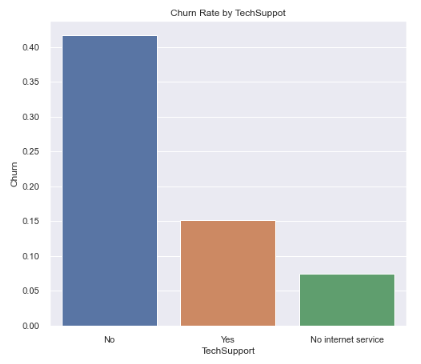 Churn Rate by TechSuppot
0.40
0.35
0.30
0.25
0.20
0.15
0.10
0.05
0.00
Churn
No
Yes
No internet service
TechSupport